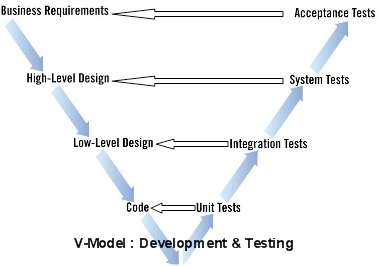 Business Requirements
Acceptance Tests
High-Level Design
System Tests
Low-Level Design
Integration Tests
Code
Unit Tests
V-Model : Development & Testing